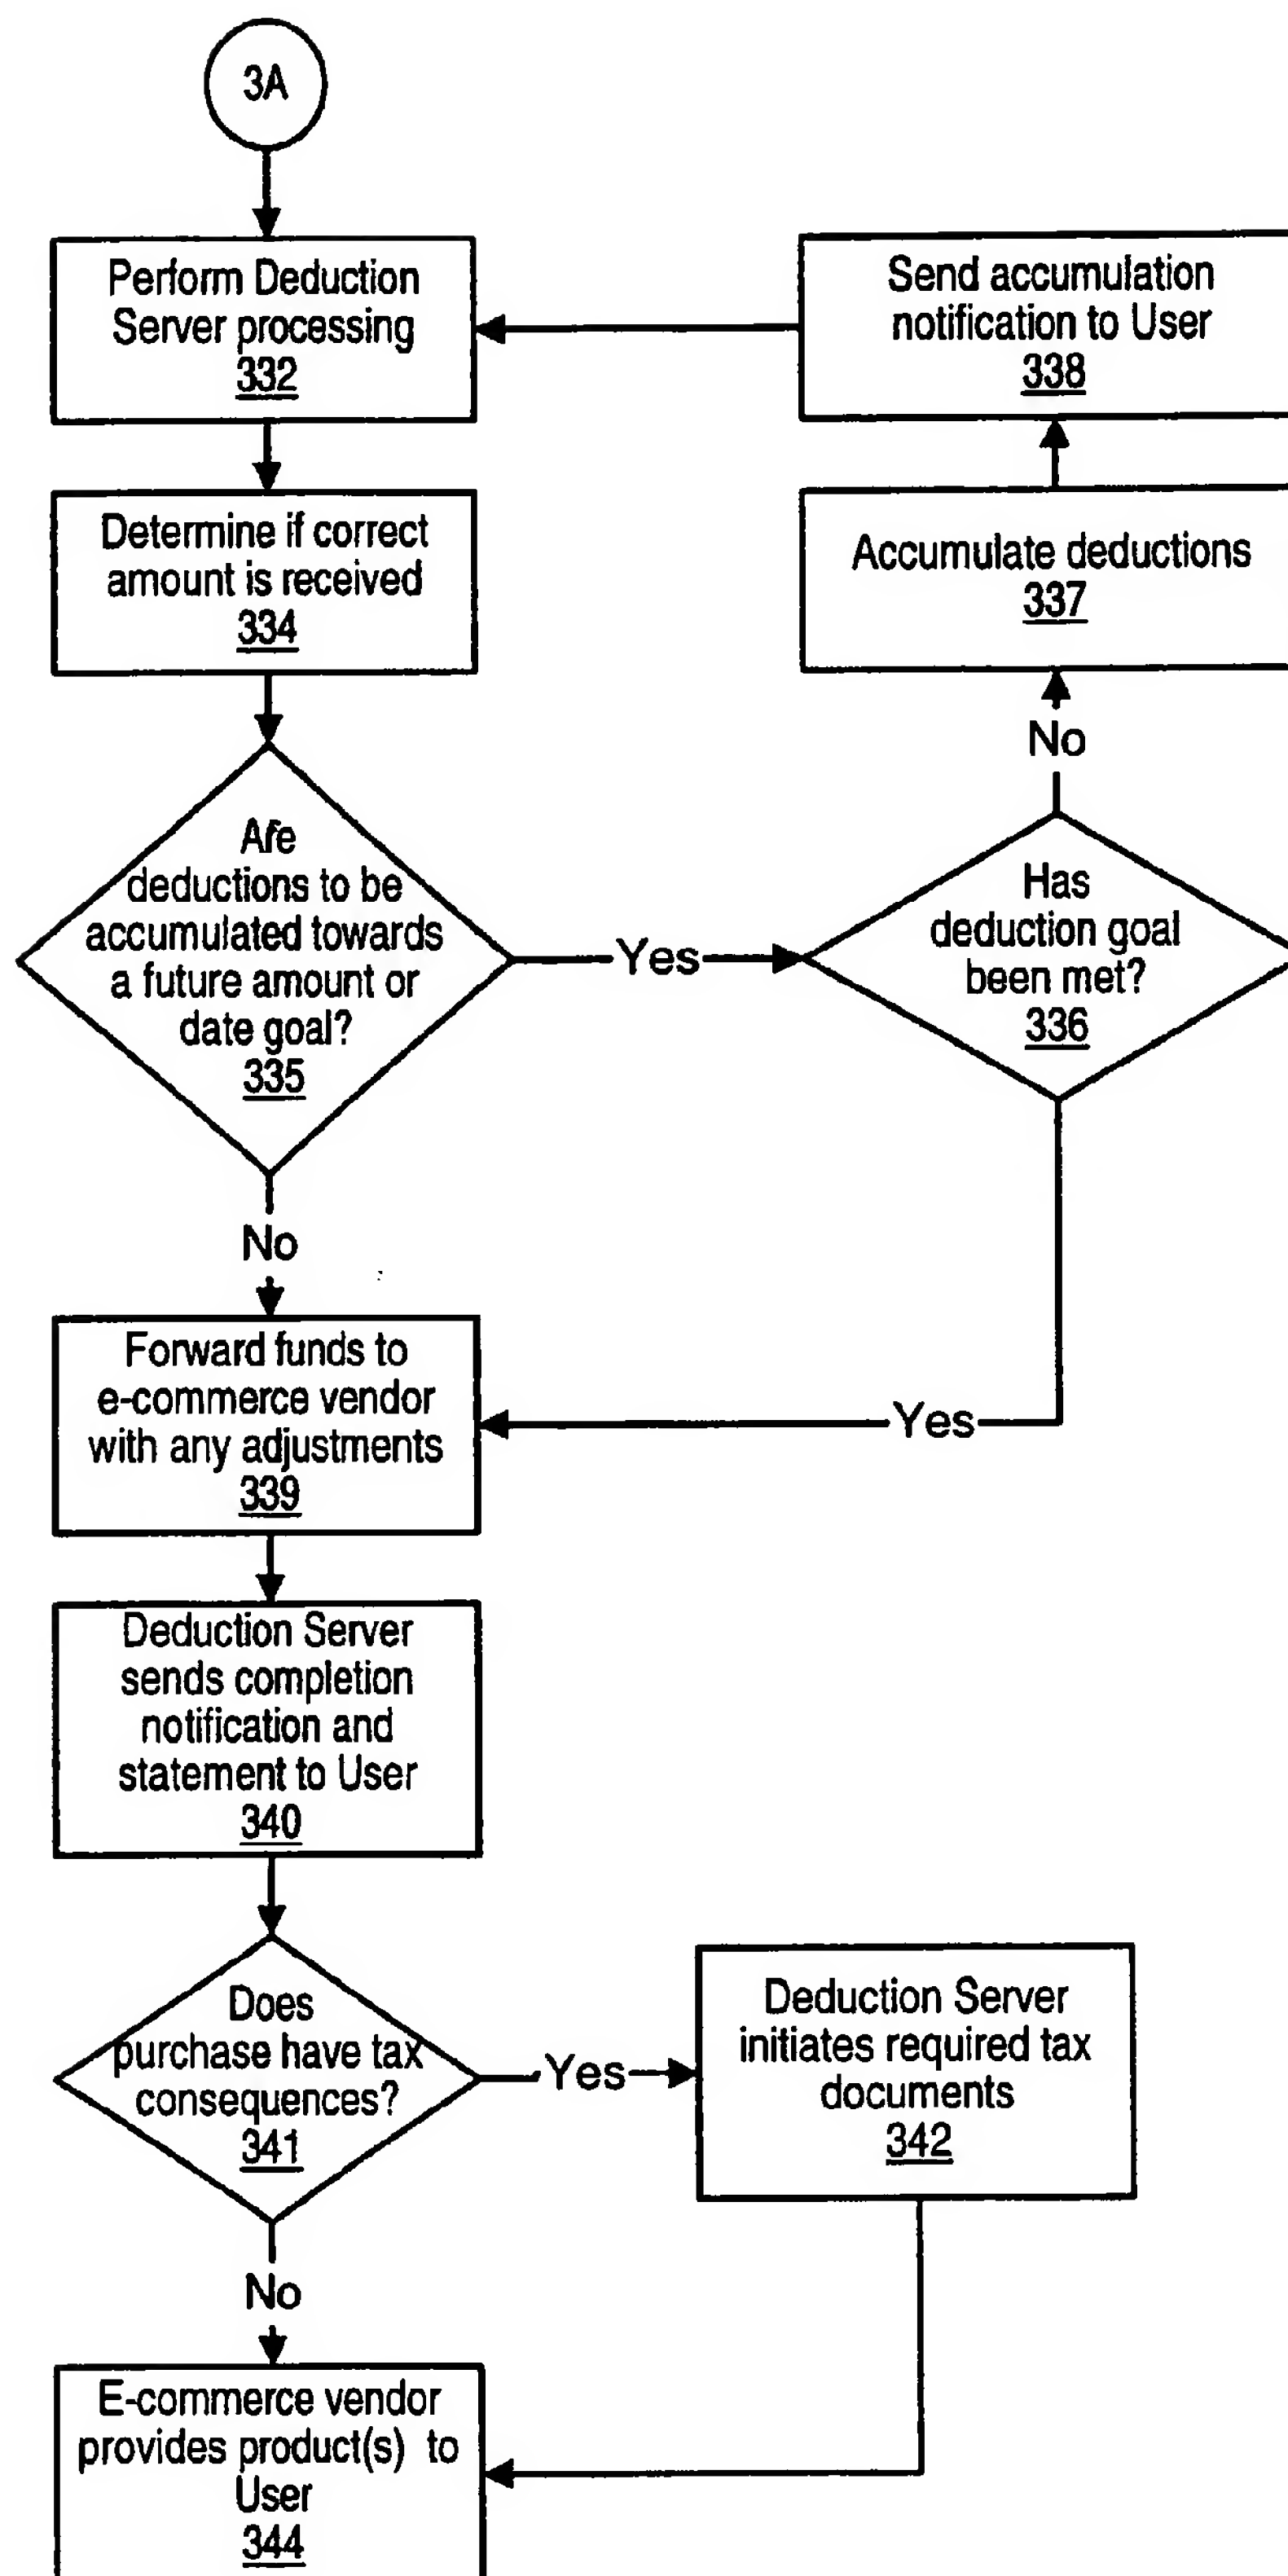 3A
Perform Deduction
Server processing
332
Send accumulation
notification to User
338
Determine if correct
amount is received
334
Accumulate deductions
337
No
Are
deductions to be
accumulated towards
a future amount or
date goal?
335
Yes
Has
deduction goal
been met?
336
No
Forward funds to
e-commerce vendor
with any adjustments
339
Yes
Deduction Server
sends completion
notification and
statement to User
340
Does
purchase have tax
consequences?
341
Yes
Deduction Server
initiates required tax
documents
342
No
E-commerce vendor
provides product(s) to
User
344